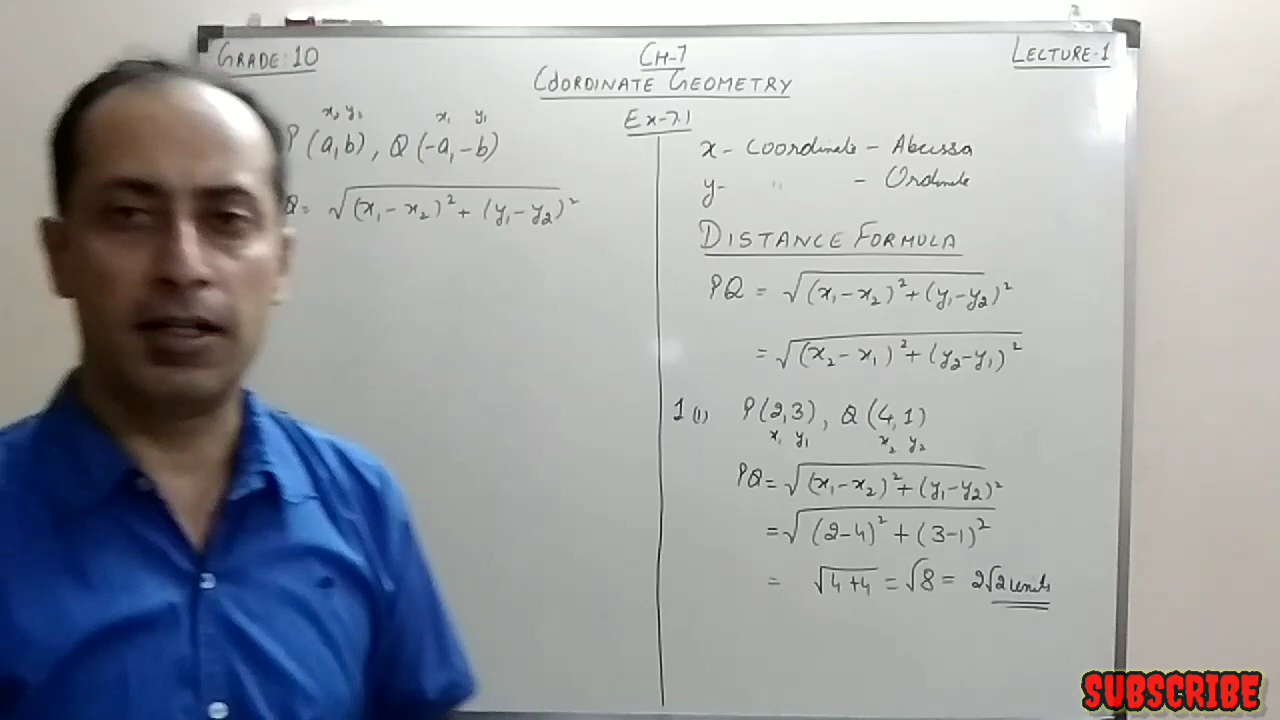 GRADE: 10
CH-7
LECTURE-1
COORDINATE GEOMETRY
Ex-7.1
x₁ y₁
P (a, b), Q (-a, -b)
Q = √(x₁ - x₂)² + (y₁ - y₂)²
x - Coordinate - Abcissa
y - " - Ordinate
DISTANCE FORMULA
PQ = √(x₁ - x₂)² + (y₁ - y₂)²
= √(x₂ - x₁)² + (y₂ - y₁)²
1 (i) P(2,3), Q(4,1)
x₁ y₁ x₂ y₂
PQ = √(x₁ - x₂)² + (y₁ - y₂)²
= √(2-4)² + (3-1)²
= √4+4 = √8 = 2√2 units
SUBSCRIBE